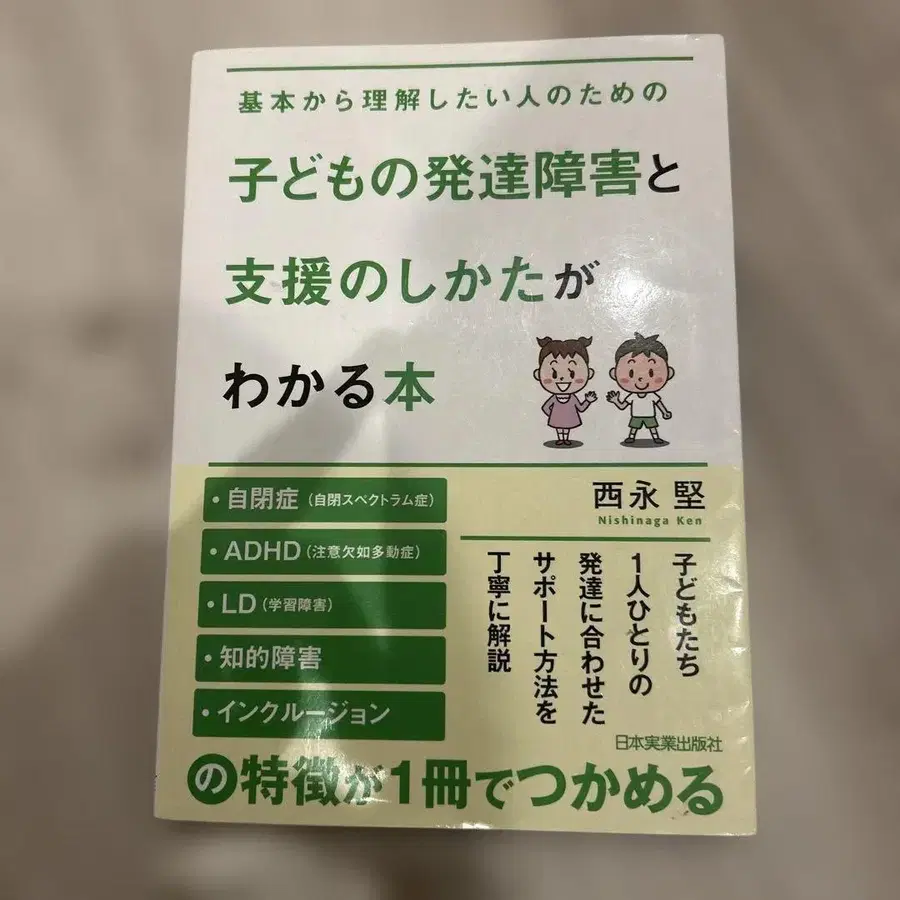 基本から理解したい人のための
子どもの発達障害と
支援のしかたが
わかる本
西永 堅
Nishinaga Ken
・自閉症（自閉スペクトラム症）
・ADHD（注意欠如多動症）
・LD（学習障害）
・知的障害
・インクルージョン
子どもたち
1人ひとりの
発達に合わせた
サポート方法を
丁寧に解説
日本実業出版社
の特徴が1冊でつかめる